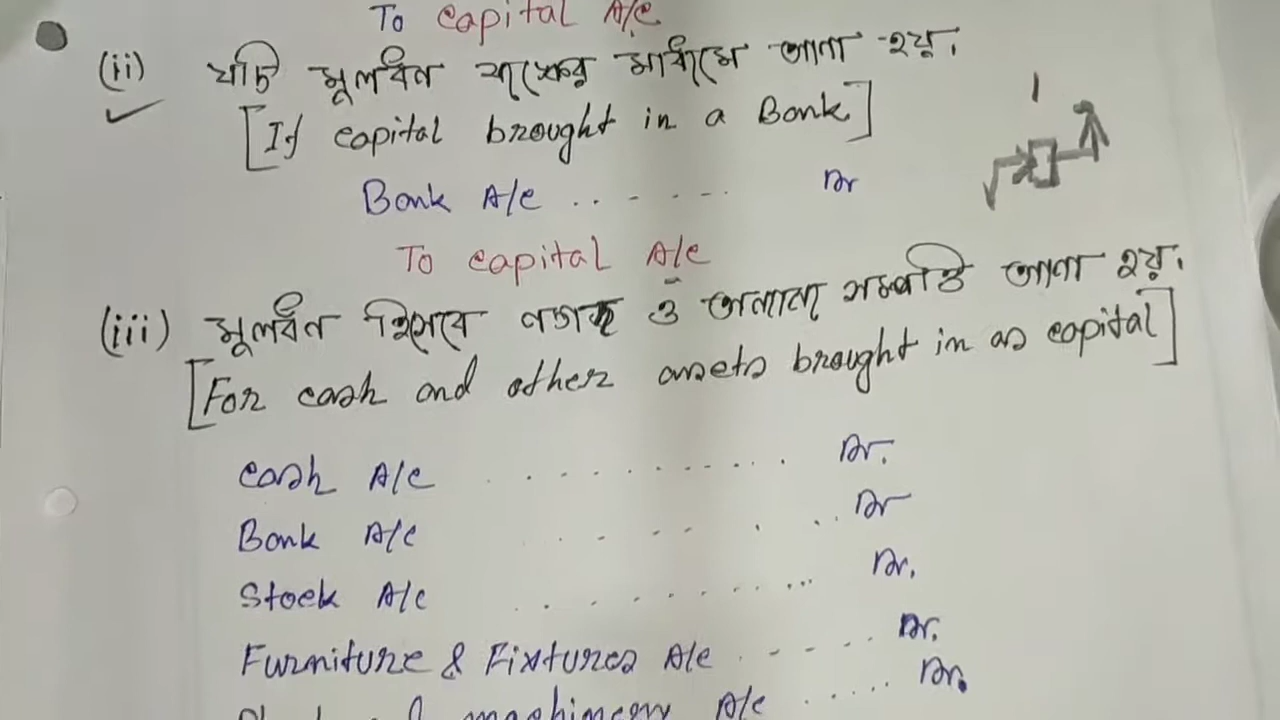 To capital A/c
(ii) যদি মূলধন ব্যাংকের মাধ্যমে আনা হয়।
[If capital brought in a Bank]
Bank A/c .. - . - .. Dr
To capital A/c
(iii) মূলধন হিসেবে নগদ ও অন্যান্য সম্পত্তি আনা হয়।
[For cash and other assets brought in as capital]
Cash A/c . . . . . . . . . . . Dr.
Bank A/c . . . - - . .. Dr
Stock A/c . . . . . . . . ... Dr.
Furniture & Fixtures A/c . - - - . . Dr.
machinery A/c ..... Dr.